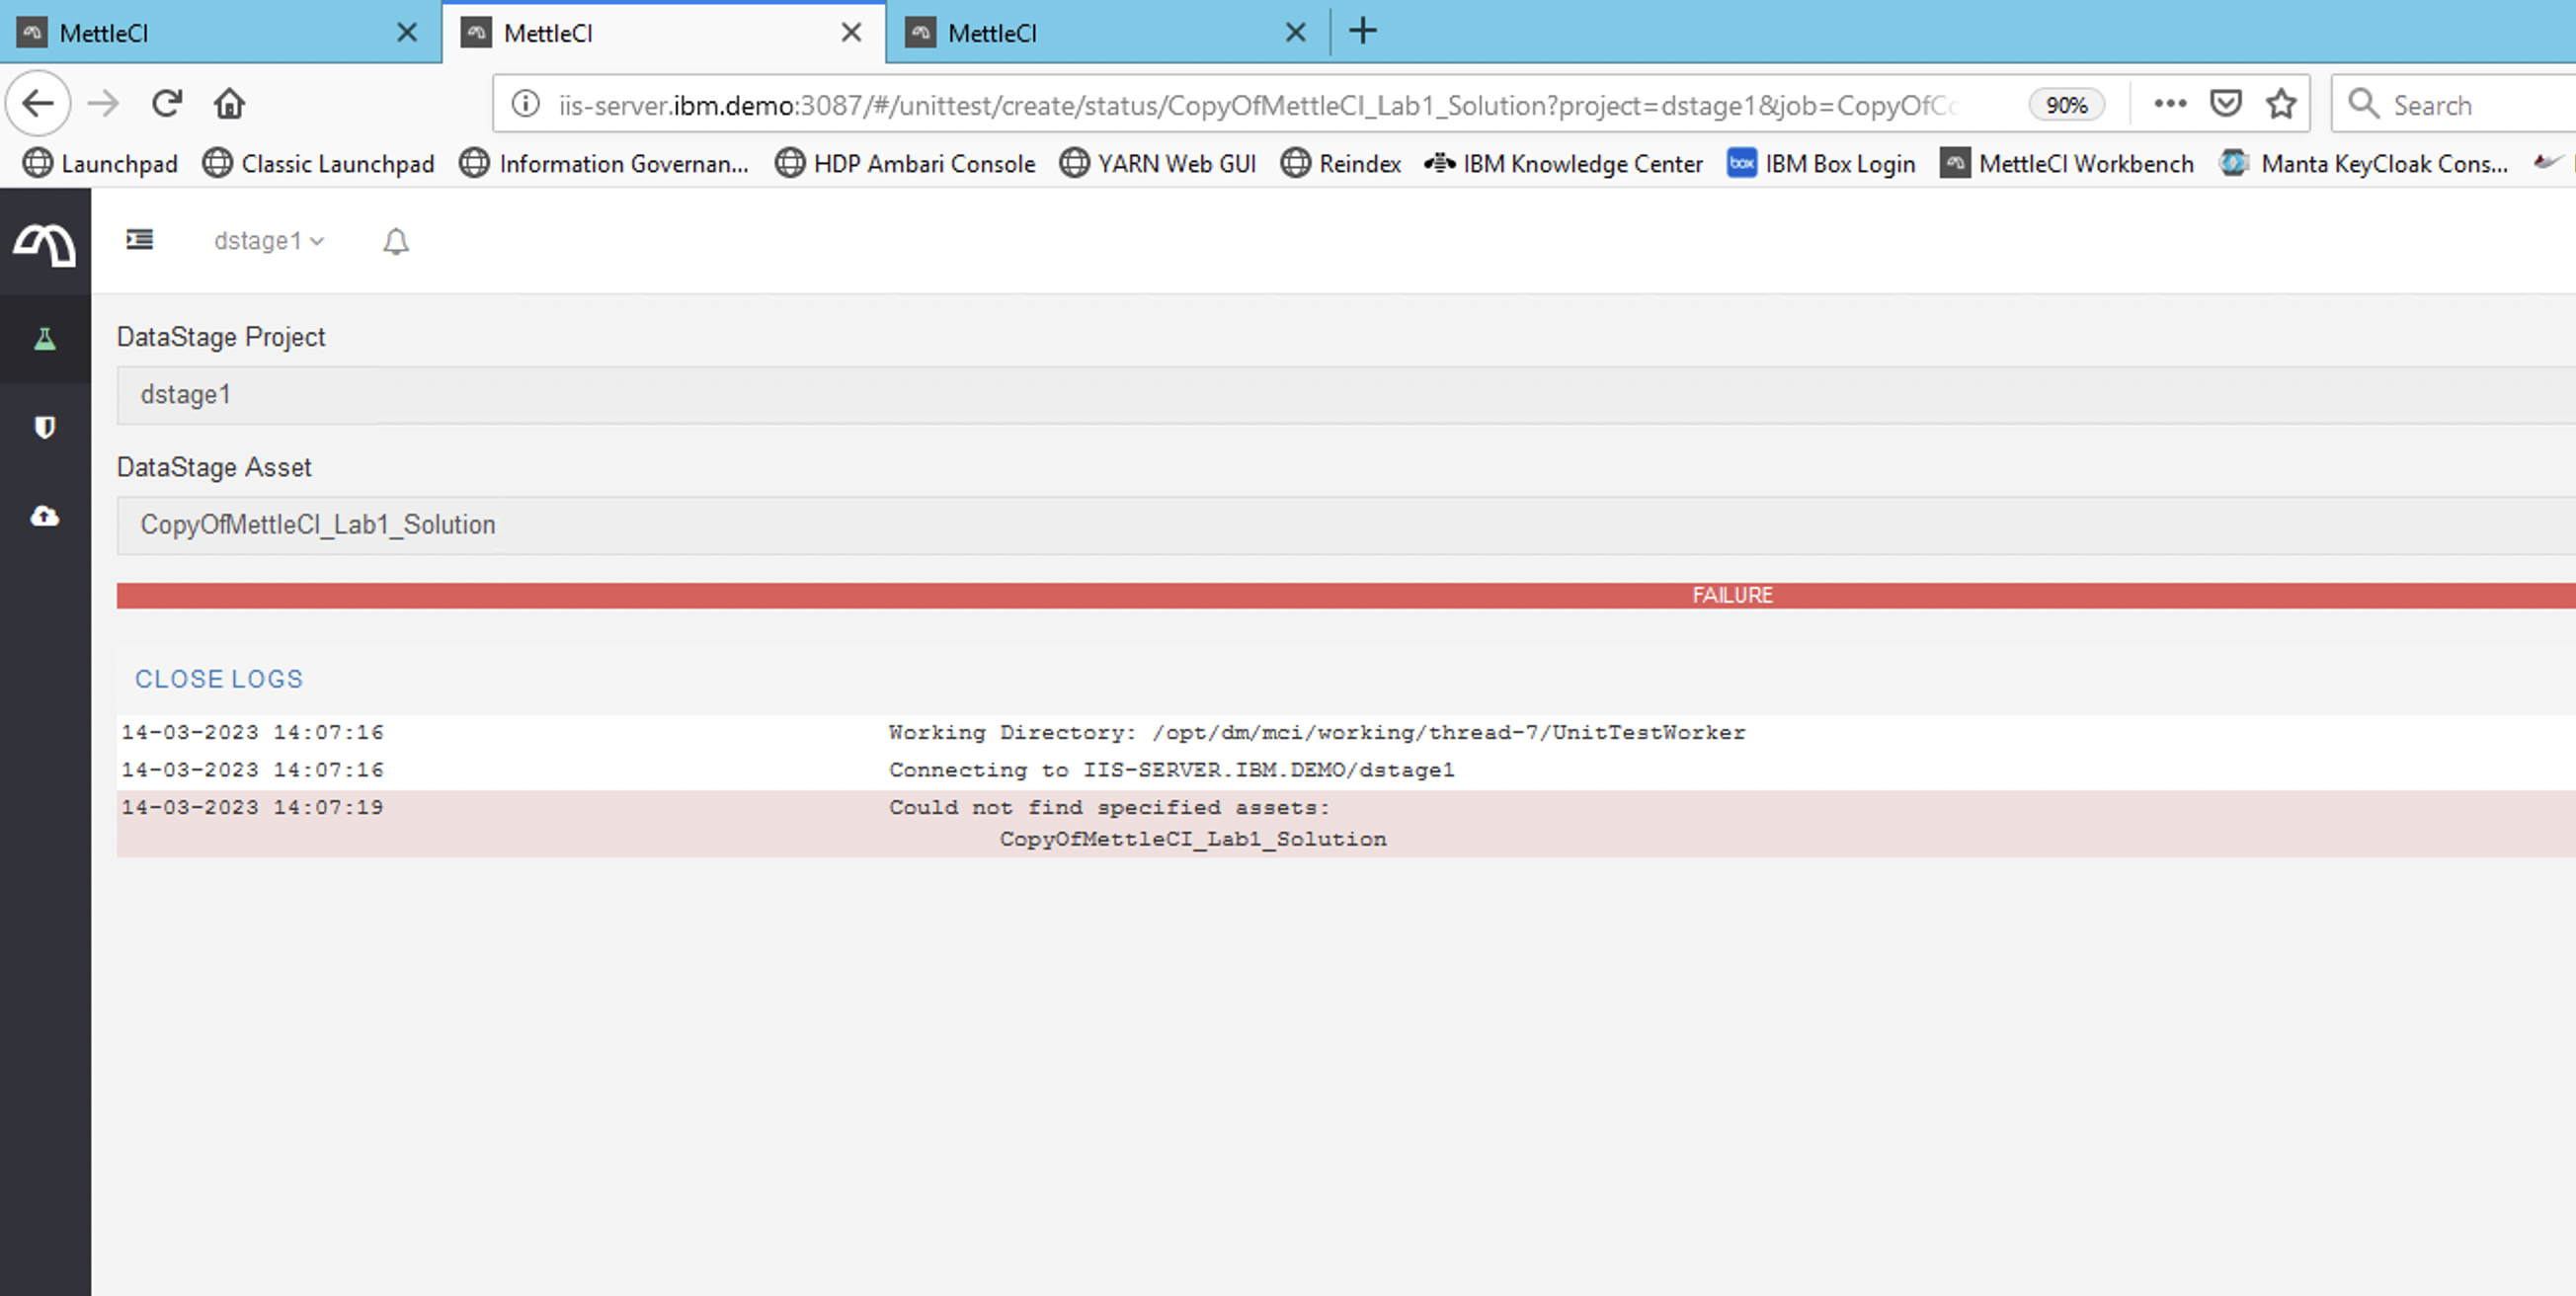 MettleCI
MettleCI
MettleCI
iis-server.ibm.demo:3087/#/unittest/create/status/CopyOfMettleCI_Lab1_Solution?project=dstage1&job=CopyOfCo
90%
Search
Launchpad
Classic Launchpad
Information Governan...
HDP Ambari Console
YARN Web GUI
Reindex
IBM Knowledge Center
box
IBM Box Login
MettleCI Workbench
Manta KeyCloak Cons...
dstage1
DataStage Project
dstage1
DataStage Asset
CopyOfMettleCI_Lab1_Solution
FAILURE
CLOSE LOGS
14-03-2023 14:07:16 Working Directory: /opt/dm/mci/working/thread-7/UnitTestWorker
14-03-2023 14:07:16 Connecting to IIS-SERVER.IBM.DEMO/dstage1
14-03-2023 14:07:19 Could not find specified assets:
CopyOfMettleCI_Lab1_Solution